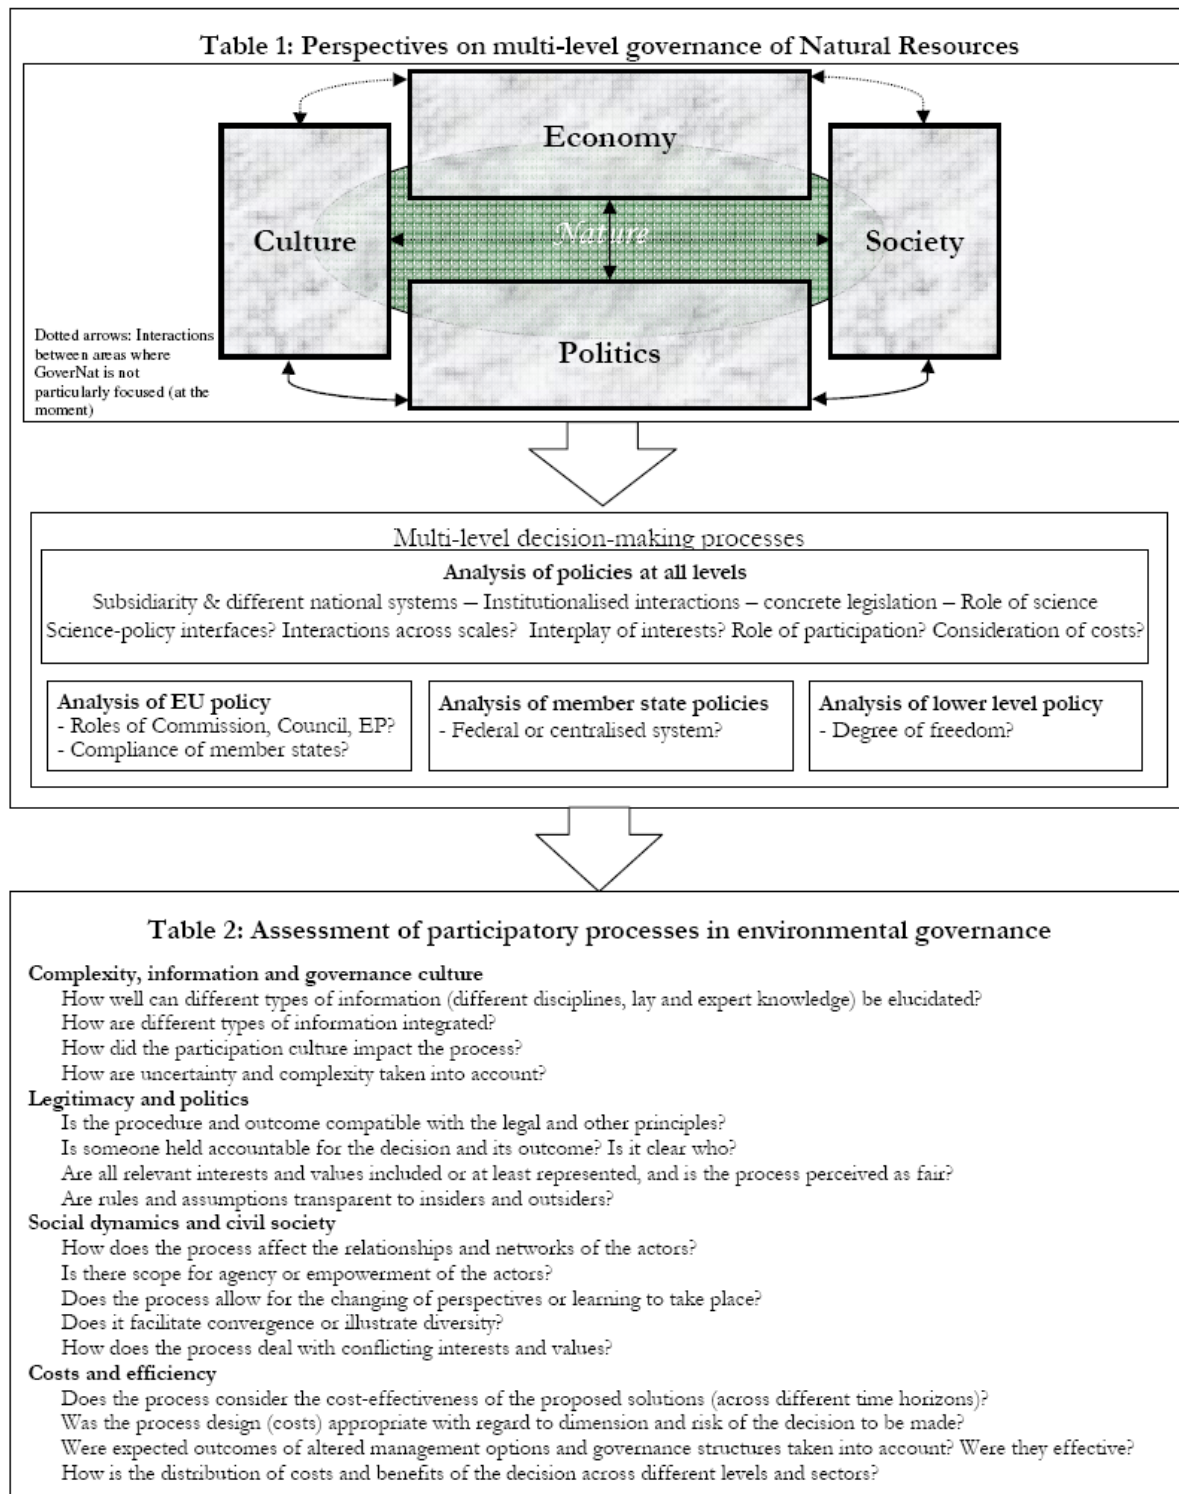 Table 1: Perspectives on multi-level governance of Natural Resources
Economy
Culture
Nature
Society
Politics
Dotted arrows: Interactions
between areas where
GoverNat is not
particularly focused (at the
moment)
Multi-level decision-making processes
Analysis of policies at all levels
Subsidiarity & different national systems – Institutionalised interactions – concrete legislation – Role of science
Science-policy interfaces? Interactions across scales? Interplay of interests? Role of participation? Consideration of costs?
Analysis of EU policy
- Roles of Commission, Council, EP?
- Compliance of member states?
Analysis of member state policies
- Federal or centralised system?
Analysis of lower level policy
- Degree of freedom?
Table 2: Assessment of participatory processes in environmental governance
Complexity, information and governance culture
How well can different types of information (different disciplines, lay and expert knowledge) be elucidated?
How are different types of information integrated?
How did the participation culture impact the process?
How are uncertainty and complexity taken into account?
Legitimacy and politics
Is the procedure and outcome compatible with the legal and other principles?
Is someone held accountable for the decision and its outcome? Is it clear who?
Are all relevant interests and values included or at least represented, and is the process perceived as fair?
Are rules and assumptions transparent to insiders and outsiders?
Social dynamics and civil society
How does the process affect the relationships and networks of the actors?
Is there scope for agency or empowerment of the actors?
Does the process allow for the changing of perspectives or learning to take place?
Does it facilitate convergence or illustrate diversity?
How does the process deal with conflicting interests and values?
Costs and efficiency
Does the process consider the cost-effectiveness of the proposed solutions (across different time horizons)?
Was the process design (costs) appropriate with regard to dimension and risk of the decision to be made?
Were expected outcomes of altered management options and governance structures taken into account? Were they effective?
How is the distribution of costs and benefits of the decision across different levels and sectors?